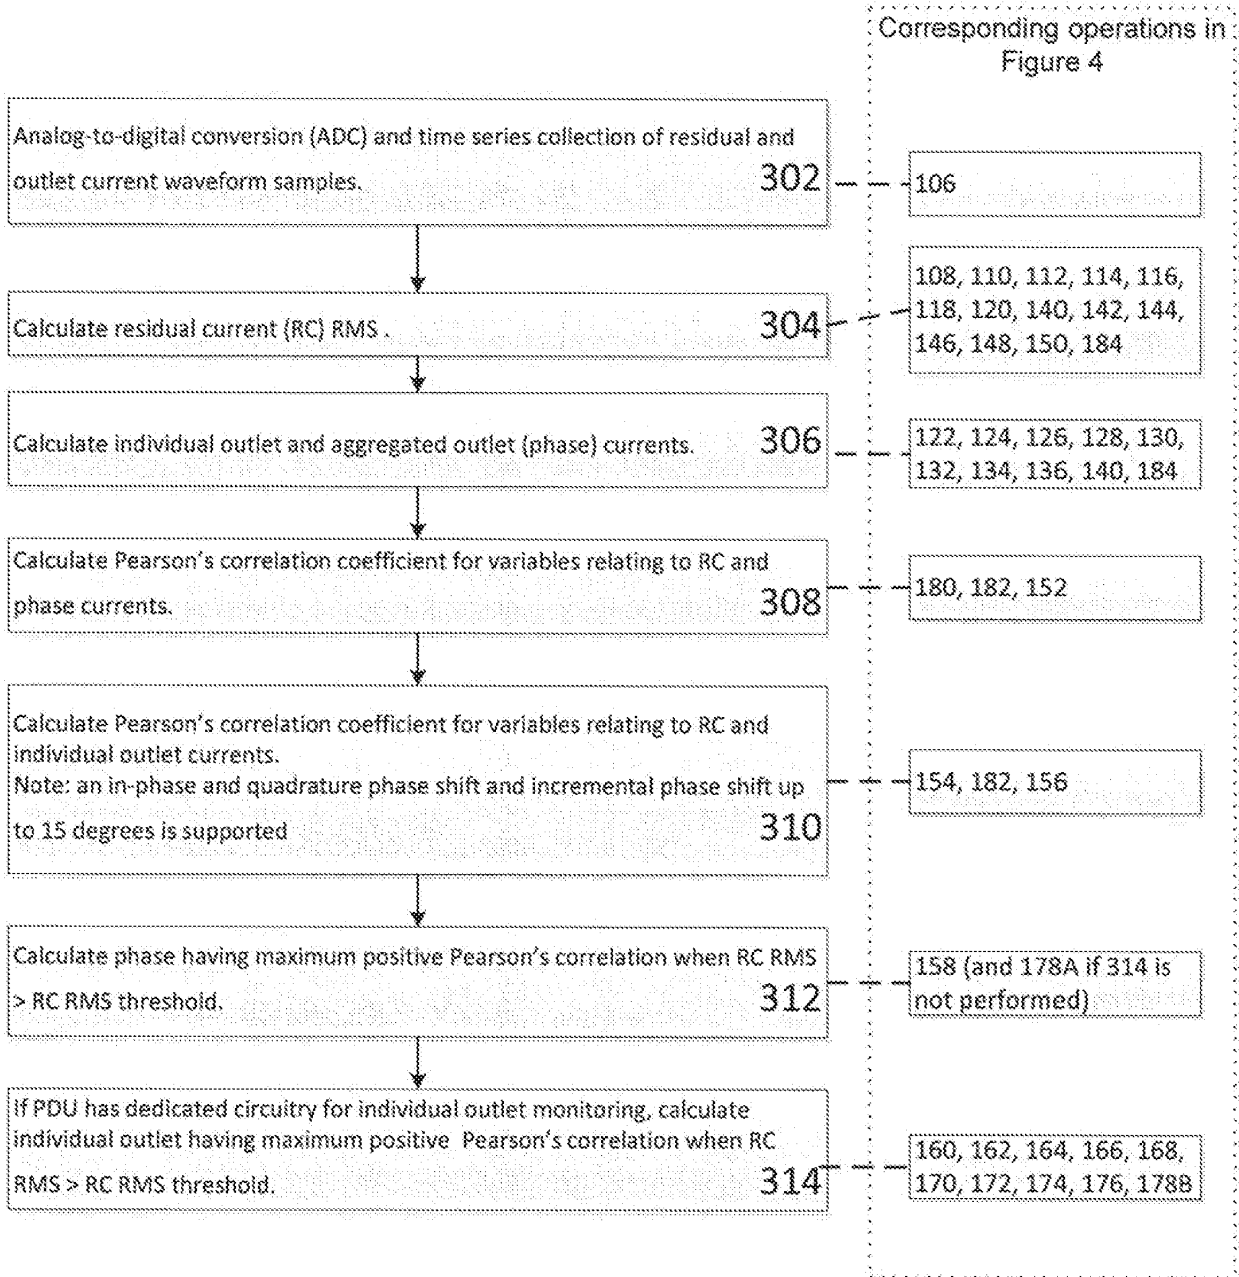 Corresponding operations in
Figure 4
Analog-to-digital conversion (ADC) and time series collection of residual and
outlet current waveform samples.
302
106
Calculate residual current (RC) RMS .
304
108, 110, 112, 114, 116,
118, 120, 140, 142, 144,
146, 148, 150, 184
Calculate individual outlet and aggregated outlet (phase) currents.
306
122, 124, 126, 128, 130,
132, 134, 136, 140, 184
Calculate Pearson's correlation coefficient for variables relating to RC and
phase currents.
308
180, 182, 152
Calculate Pearson's correlation coefficient for variables relating to RC and
individual outlet currents.
Note: an in-phase and quadrature phase shift and incremental phase shift up
to 15 degrees is supported
310
154, 182, 156
Calculate phase having maximum positive Pearson's correlation when RC RMS
> RC RMS threshold.
312
158 (and 178A if 314 is
not performed)
If PDU has dedicated circuitry for individual outlet monitoring, calculate
individual outlet having maximum positive Pearson's correlation when RC
RMS > RC RMS threshold.
314
160, 162, 164, 166, 168,
170, 172, 174, 176, 178B